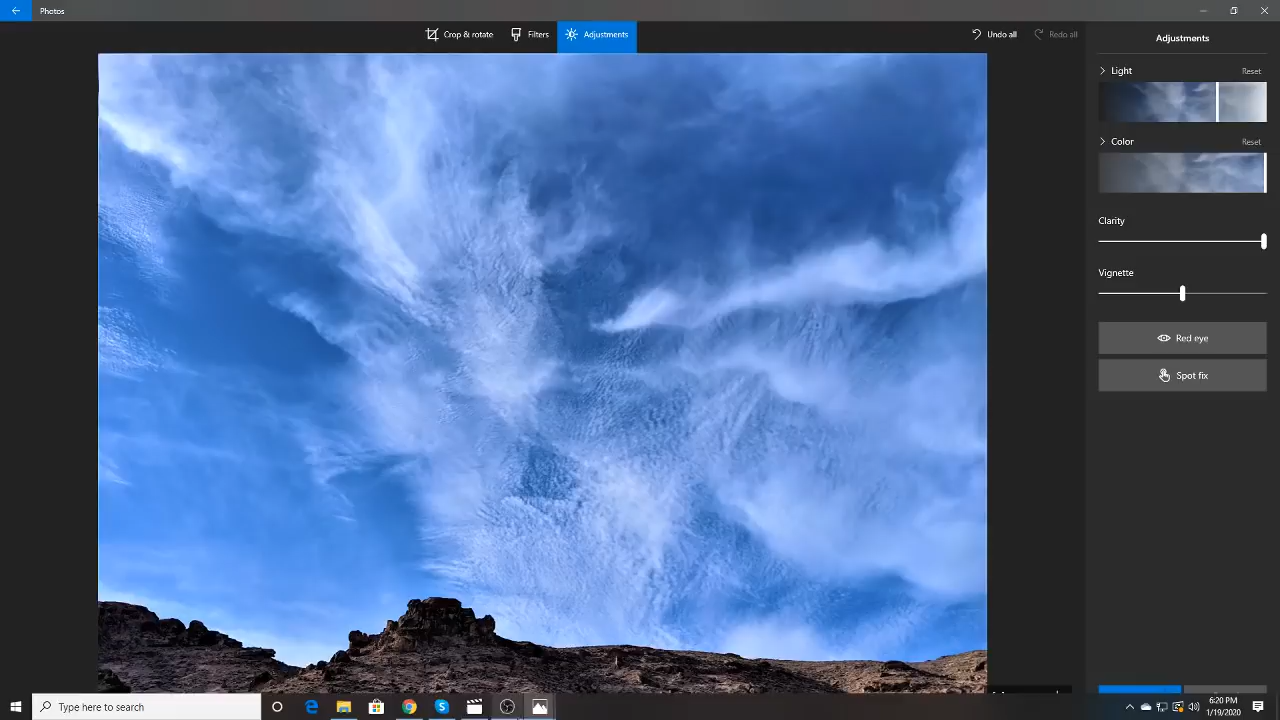 Photos
Crop & rotate
Filters
Adjustments
Undo all
Redo all
Adjustments
Light
Reset
Color
Reset
Clarity
Vignette
Red eye
Spot fix
Type here to search
6:20 PM
1/19/2020